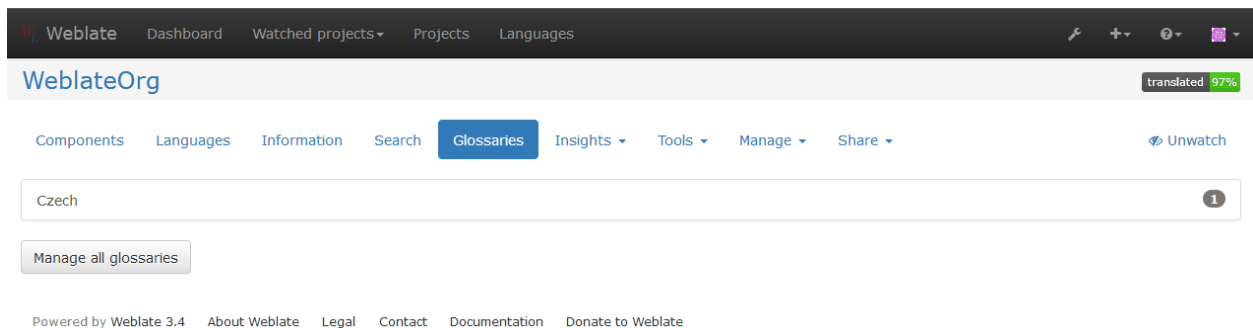 Weblate Dashboard Watched projects Projects Languages
WeblateOrg translated 97%
Components Languages Information Search Glossaries Insights Tools Manage Share Unwatch
Czech 1
Manage all glossaries
Powered by Weblate 3.4 About Weblate Legal Contact Documentation Donate to Weblate